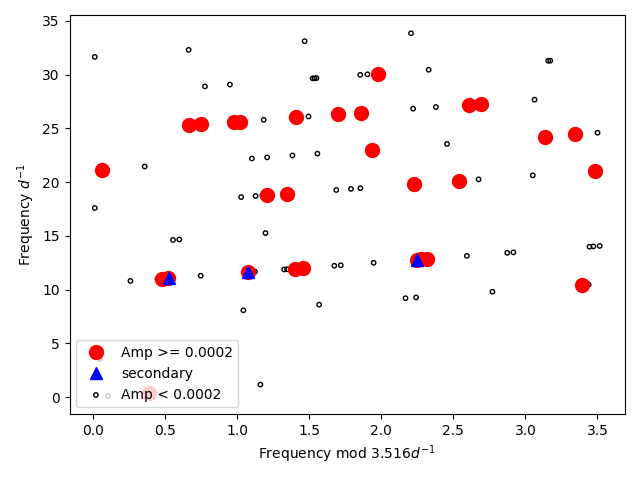 35
30
25
20
15
10
5
0
Frequency d⁻¹
Amp >= 0.0002
secondary
Amp < 0.0002
0.0 0.5 1.0 1.5 2.0 2.5 3.0 3.5
Frequency mod 3.516d⁻¹